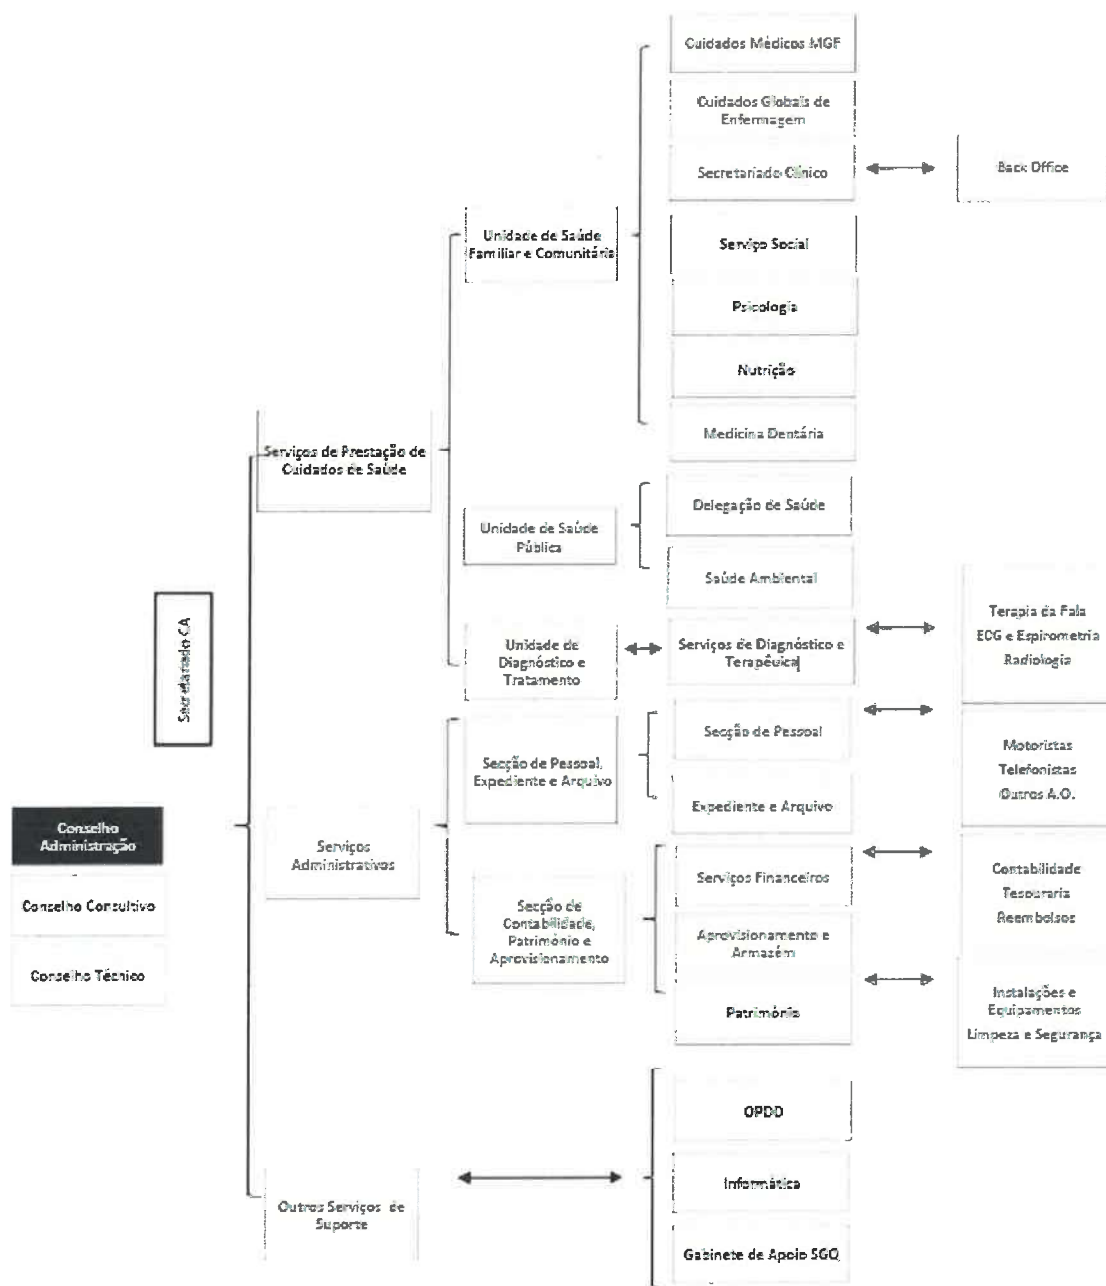 Cuidados Médicos MGF
Cuidados Globais de
Enfermagem
Secretariado Clínico
Back Office
Unidade de Saúde
Familiar e Comunitária
Serviço Social
Psicologia
Nutrição
Medicina Dentária
Serviços de Prestação de
Cuidados de Saúde
Unidade de Saúde
Pública
Delegação de Saúde
Saúde Ambiental
Unidade de
Diagnóstico e
Tratamento
Serviços de Diagnóstico e
Terapêuica
Terapia da Fala
ECG e Espirometria
Radiologia
Secretariado CA
Secção de Pessoal,
Expediente e Arquivo
Secção de Pessoal
Expediente e Arquivo
Motoristas
Telefonistas
Outros A.O.
Conselho
Administração
Conselho Consultivo
Conselho Técnico
Serviços
Administrativos
Secção de
Contabilidade,
Património e
Aprovisionamento
Serviços Financeiros
Aprovisionamento e
Armazém
Património
Contabilidade
Tesouraria
Reembolsos
Instalações e
Equipamentos
Limpeza e Segurança
Outros Serviços de
Suporte
OPDD
Informática
Gabinete de Apoio SGQ